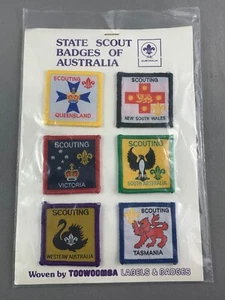 STATE SCOUT
BADGES OF
AUSTRALIA
SCOUTING
QUEENSLAND
SCOUTING
NEW SOUTH WALES
SCOUTING
VICTORIA
SCOUTING
SOUTH AUSTRALIA
SCOUTING
WESTERN AUSTRALIA
SCOUTING
TASMANIA
Woven by TOOWOOMBA LABELS & BADGES